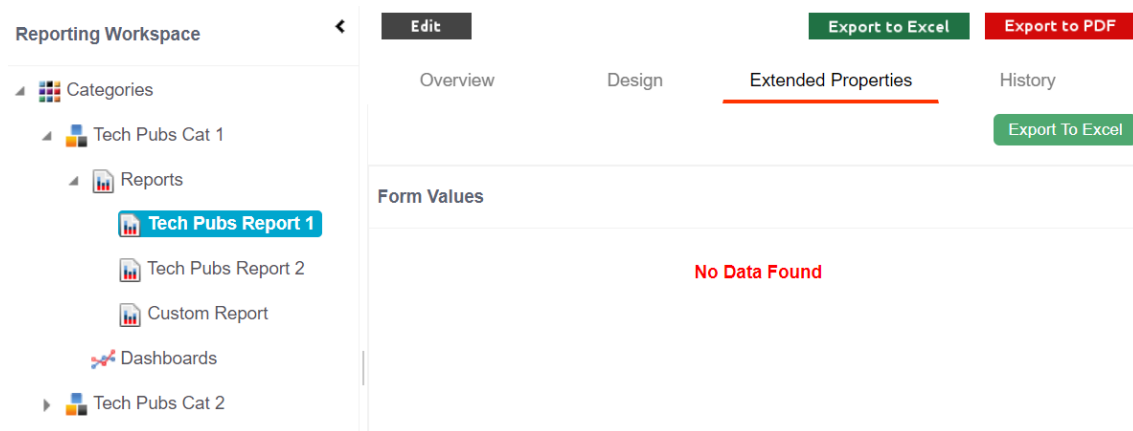 Reporting Workspace
Edit
Export to Excel
Export to PDF
Categories
Tech Pubs Cat 1
Reports
Tech Pubs Report 1
Tech Pubs Report 2
Custom Report
Dashboards
Tech Pubs Cat 2
Overview
Design
Extended Properties
History
Export To Excel
Form Values
No Data Found